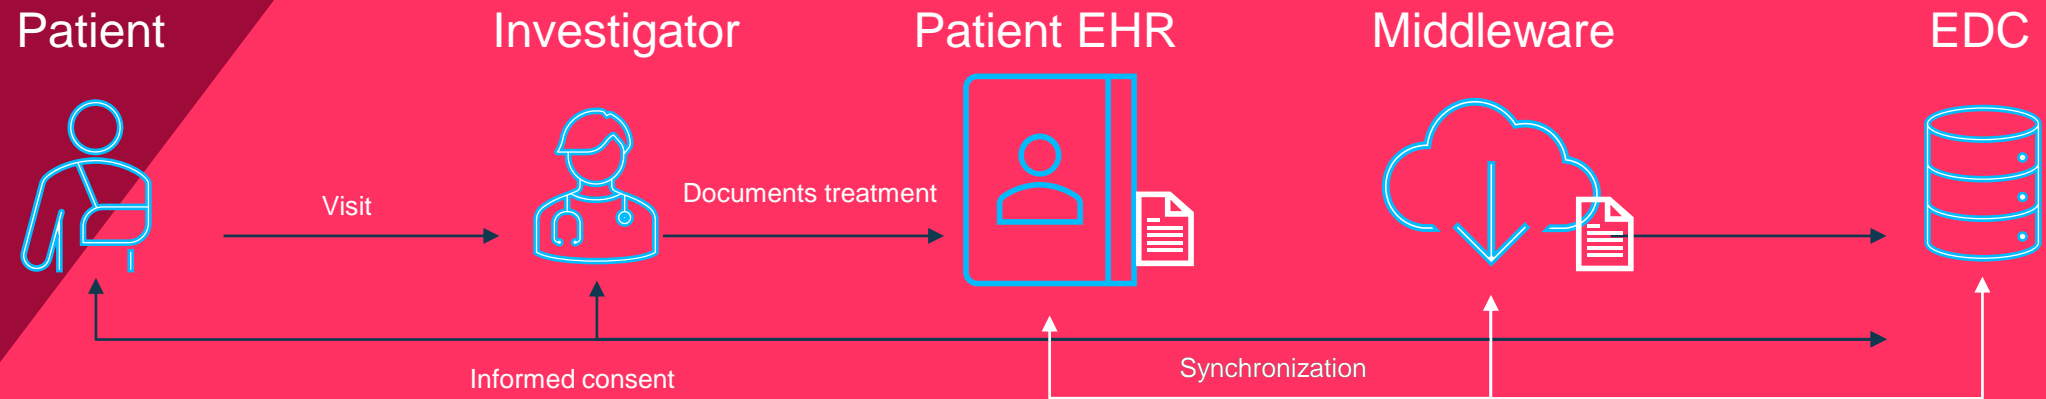 Patient
Investigator
Patient EHR
Middleware
EDC
Visit
Documents treatment
Informed consent
Synchronization